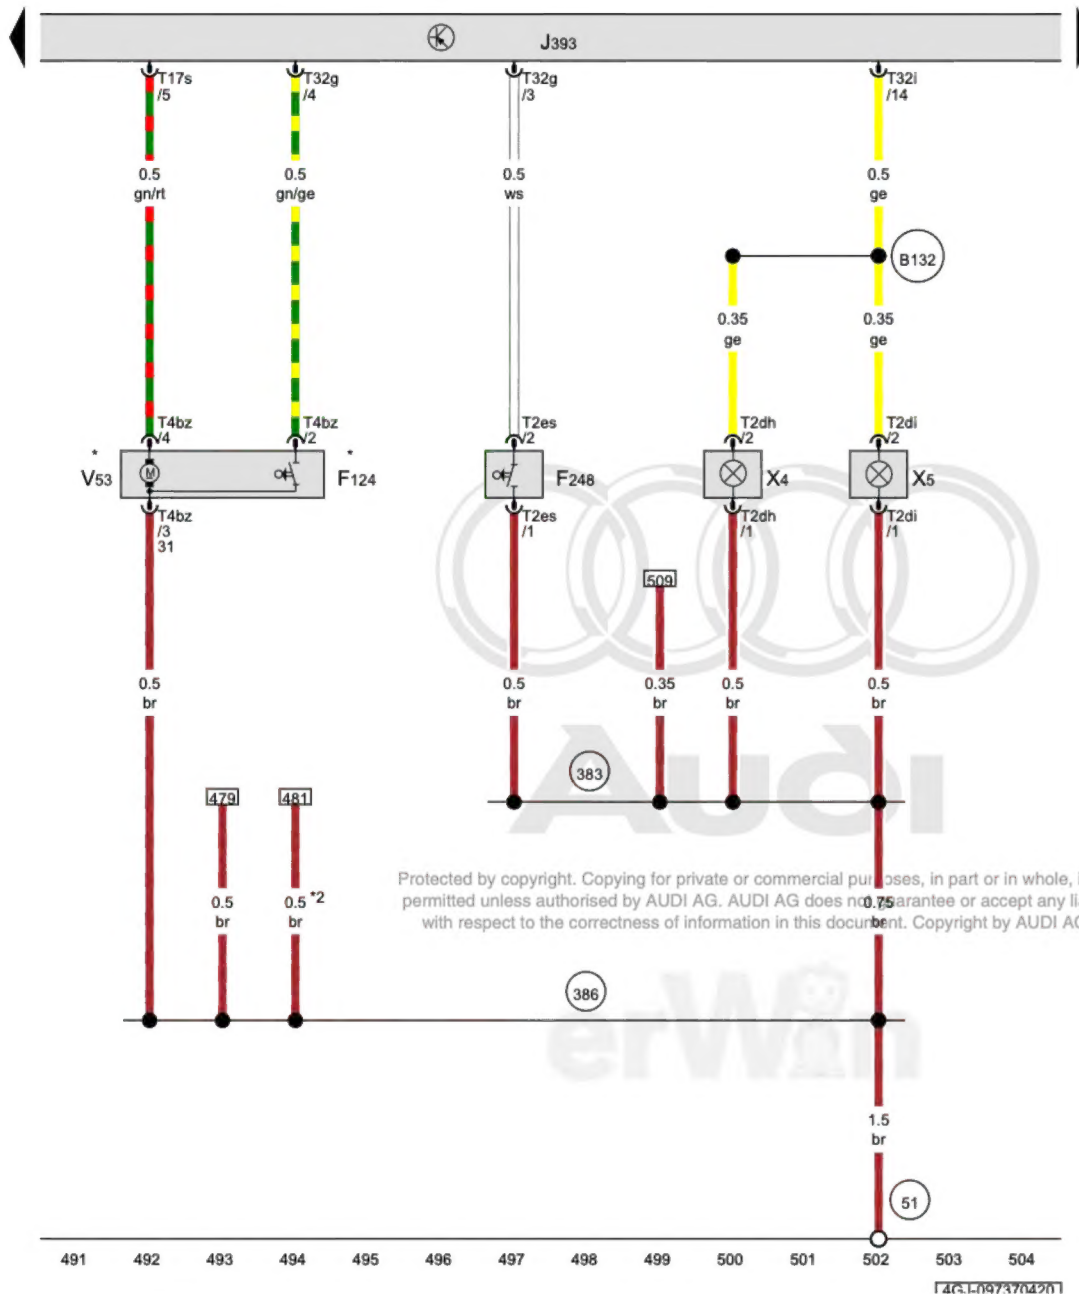 J393
T17s
/5
T32g
/4
T32g
/3
T32i
/14
0.5
gn/rt
0.5
gn/ge
0.5
ws
0.5
ge
B132
0.35
ge
0.35
ge
T4bz
/4
T4bz
/2
T2es
/2
T2dh
/2
T2di
/2
*
V53
*
F124
F248
X4
X5
T4bz
/3
31
T2es
/1
T2dh
/1
T2di
/1
509
0.5
br
0.5
br
0.35
br
0.5
br
0.5
br
383
Audi
479
481
Protected by copyright. Copying for private or commercial purposes, in part or in whole,
permitted unless authorised by AUDI AG. AUDI AG does not guarantee or accept any
with respect to the correctness of information in this document. Copyright by AUDI
0.5
br
0.5 *2
br
0.75
br
386
erWin
1.5
br
51
491 492 493 494 495 496 497 498 499 500 501 502 503 504
4GJ-097370420